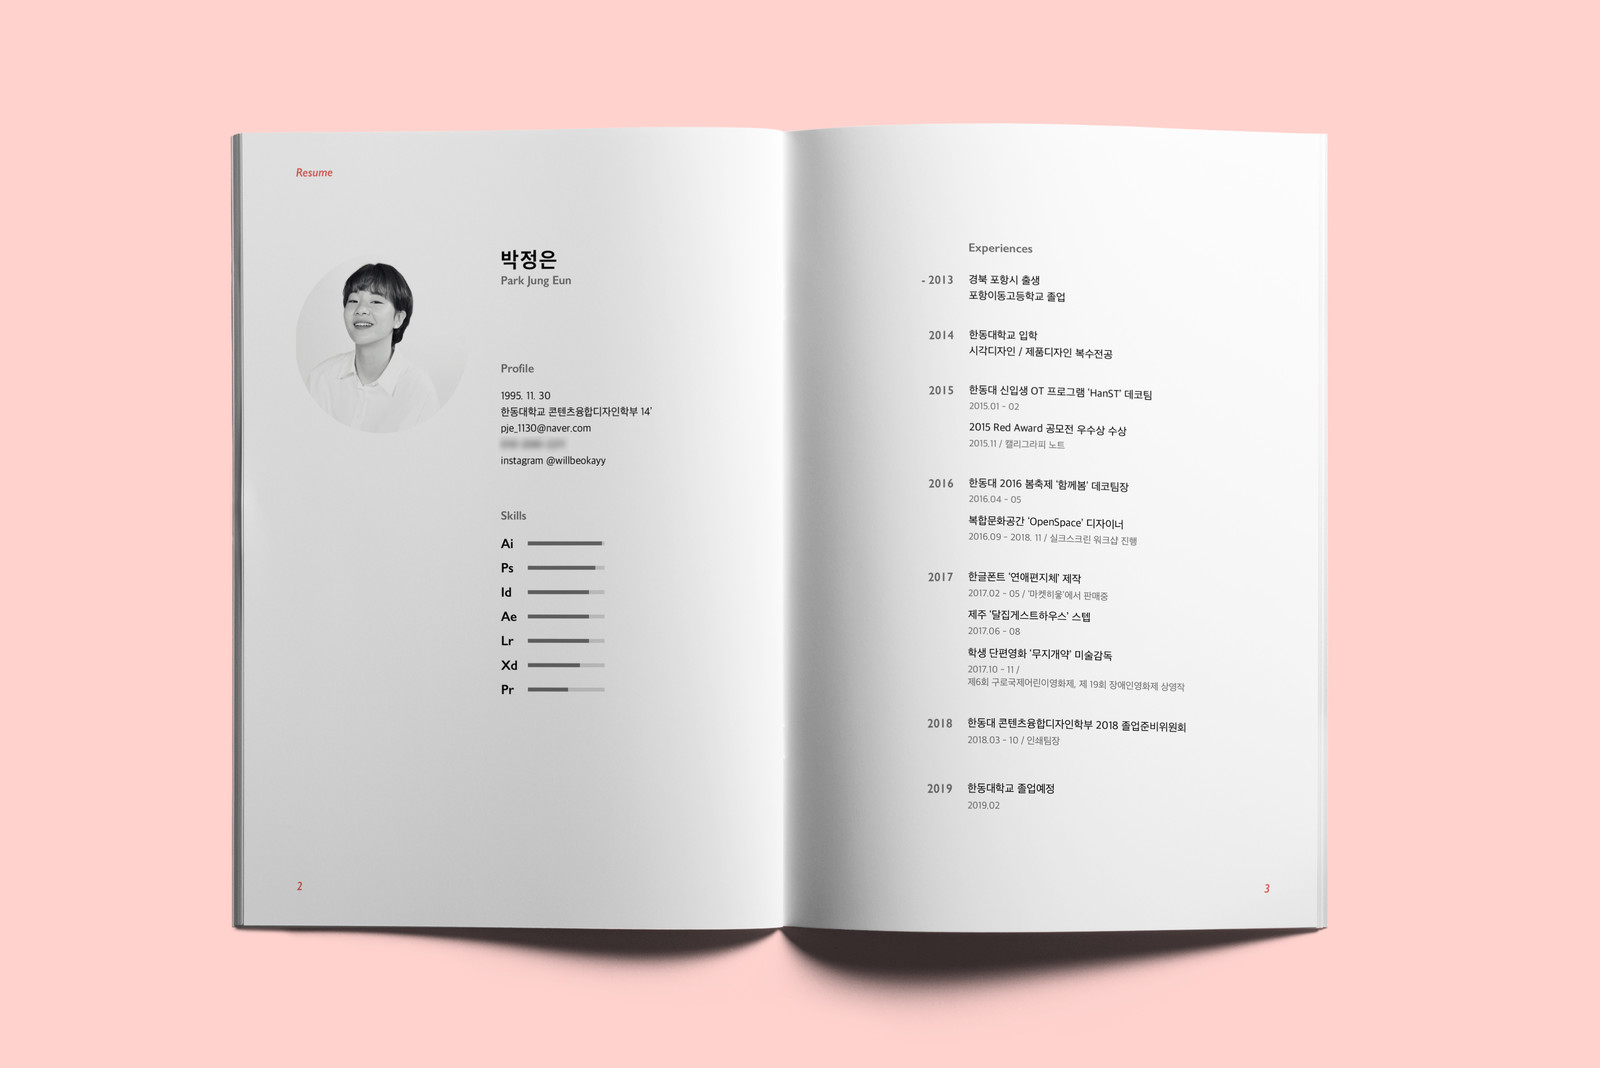 Resume
박정은
Park Jung Eun
Profile
1995. 11. 30
한동대학교 콘텐츠융합디자인학부 14'
pje_1130@naver.com
instagram @willbeokayy
Skills
Ai
Ps
Id
Ae
Lr
Xd
Pr
2
Experiences
- 2013 경북 포항시 출생
포항이동고등학교 졸업
2014 한동대학교 입학
시각디자인 / 제품디자인 복수전공
2015 한동대 신입생 OT 프로그램 'HanST' 데코팀
2015.01 - 02
2015 Red Award 공모전 우수상 수상
2015.11 / 캘리그라피 노트
2016 한동대 2016 봄축제 '함께봄' 데코팀장
2016.04 - 05
복합문화공간 'OpenSpace' 디자이너
2016.09 - 2018. 11 / 실크스크린 워크샵 진행
2017 한글폰트 '연애편지체' 제작
2017.02 - 05 / '마켓히읗'에서 판매중
제주 '달집게스트하우스' 스텝
2017.06 - 08
학생 단편영화 '무지개약' 미술감독
2017.10 - 11 /
제6회 구로국제어린이영화제, 제 19회 장애인영화제 상영작
2018 한동대 콘텐츠융합디자인학부 2018 졸업준비위원회
2018.03 - 10 / 인쇄팀장
2019 한동대학교 졸업예정
2019.02
3